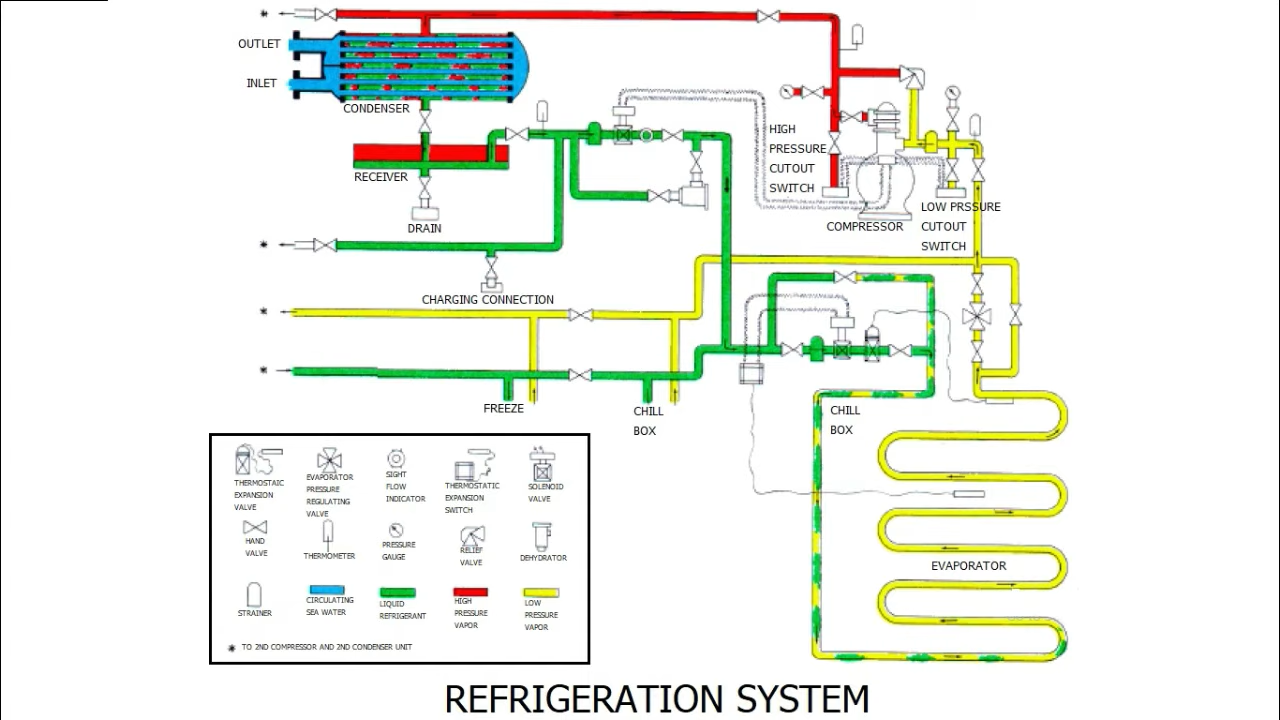 *
OUTLET
INLET
CONDENSER
RECEIVER
DRAIN
HIGH
PRESSURE
CUTOUT
SWITCH
COMPRESSOR
LOW PRSSURE
CUTOUT
SWITCH
*
CHARGING CONNECTION
*
*
FREEZE
CHILL
BOX
CHILL
BOX
EVAPORATOR
THERMOSTAIC
EXPANSION
VALVE
EVAPORATOR
PRESSURE
REGULATING
VALVE
SIGHT
FLOW
INDICATOR
THERMOSTATIC
EXPANSION
SWITCH
SOLENOID
VALVE
HAND
VALVE
THERMOMETER
PRESSURE
GAUGE
RELIEF
VALVE
DEHYDRATOR
STRAINER
CIRCULATING
SEA WATER
LIQUID
REFRIGERANT
HIGH
PRESSURE
VAPOR
LOW
PRESSURE
VAPOR
* TO 2ND COMPRESSOR AND 2ND CONDENSER UNIT
REFRIGERATION SYSTEM